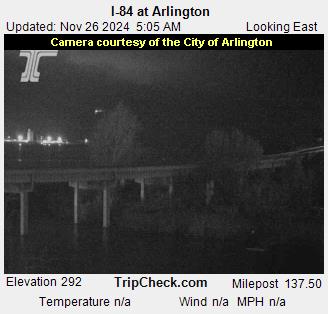 I-84 at Arlington
Updated: Nov 26 2024 5:05 AM Looking East
Camera courtesy of the City of Arlington
Elevation 292 TripCheck.com Milepost 137.50
Temperature n/a Wind n/a MPH n/a